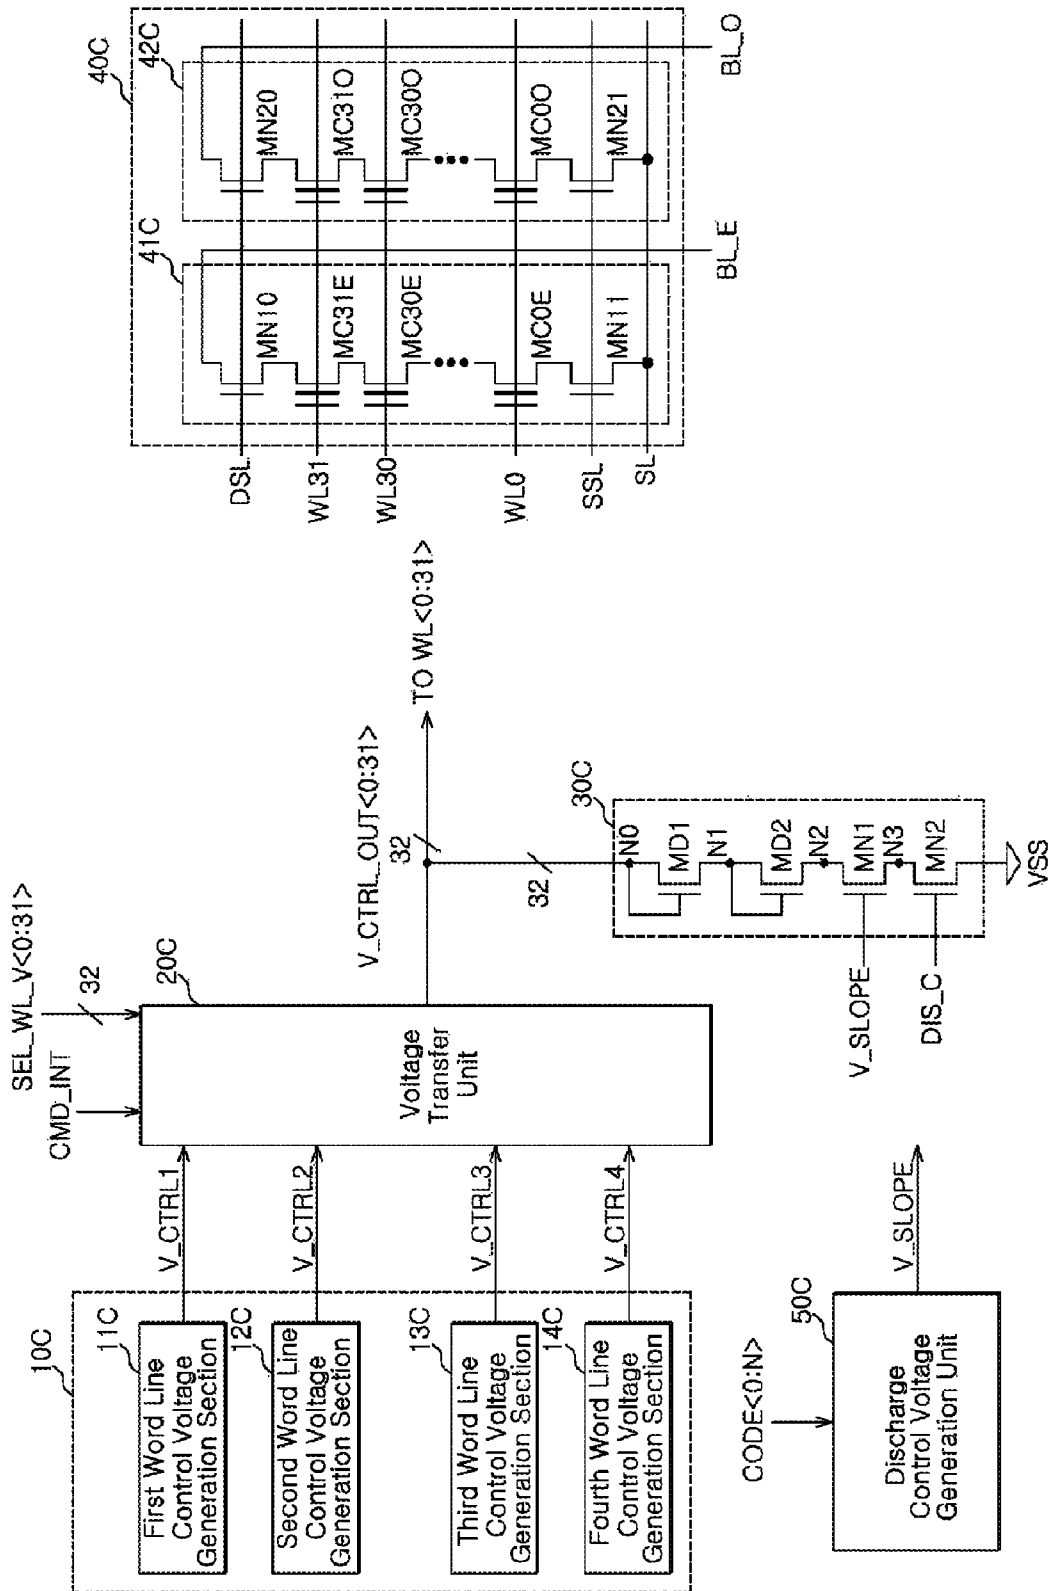 10C
11C
First Word Line
Control Voltage
Generation Section
V_CTRL1
12C
Second Word Line
Control Voltage
Generation Section
V_CTRL2
13C
Third Word Line
Control Voltage
Generation Section
V_CTRL3
14C
Fourth Word Line
Control Voltage
Generation Section
V_CTRL4
CMD_INT
SEL_WL_V<0:31>
32
20C
Voltage
Transfer
Unit
V_CTRL_OUT<0:31>
32
TO WL<0:31>
32
30C
N0
MD1
N1
MD2
N2
MN1
N3
MN2
VSS
V_SLOPE
DIS_C
CODE<0:N>
50C
Discharge
Control Voltage
Generation Unit
V_SLOPE
40C
41C
42C
DSL
MN10
MN20
WL31
MC31E
MC31O
WL30
MC30E
MC30O
WL0
MC0E
MC0O
SSL
MN11
MN21
SL
BL_E
BL_O